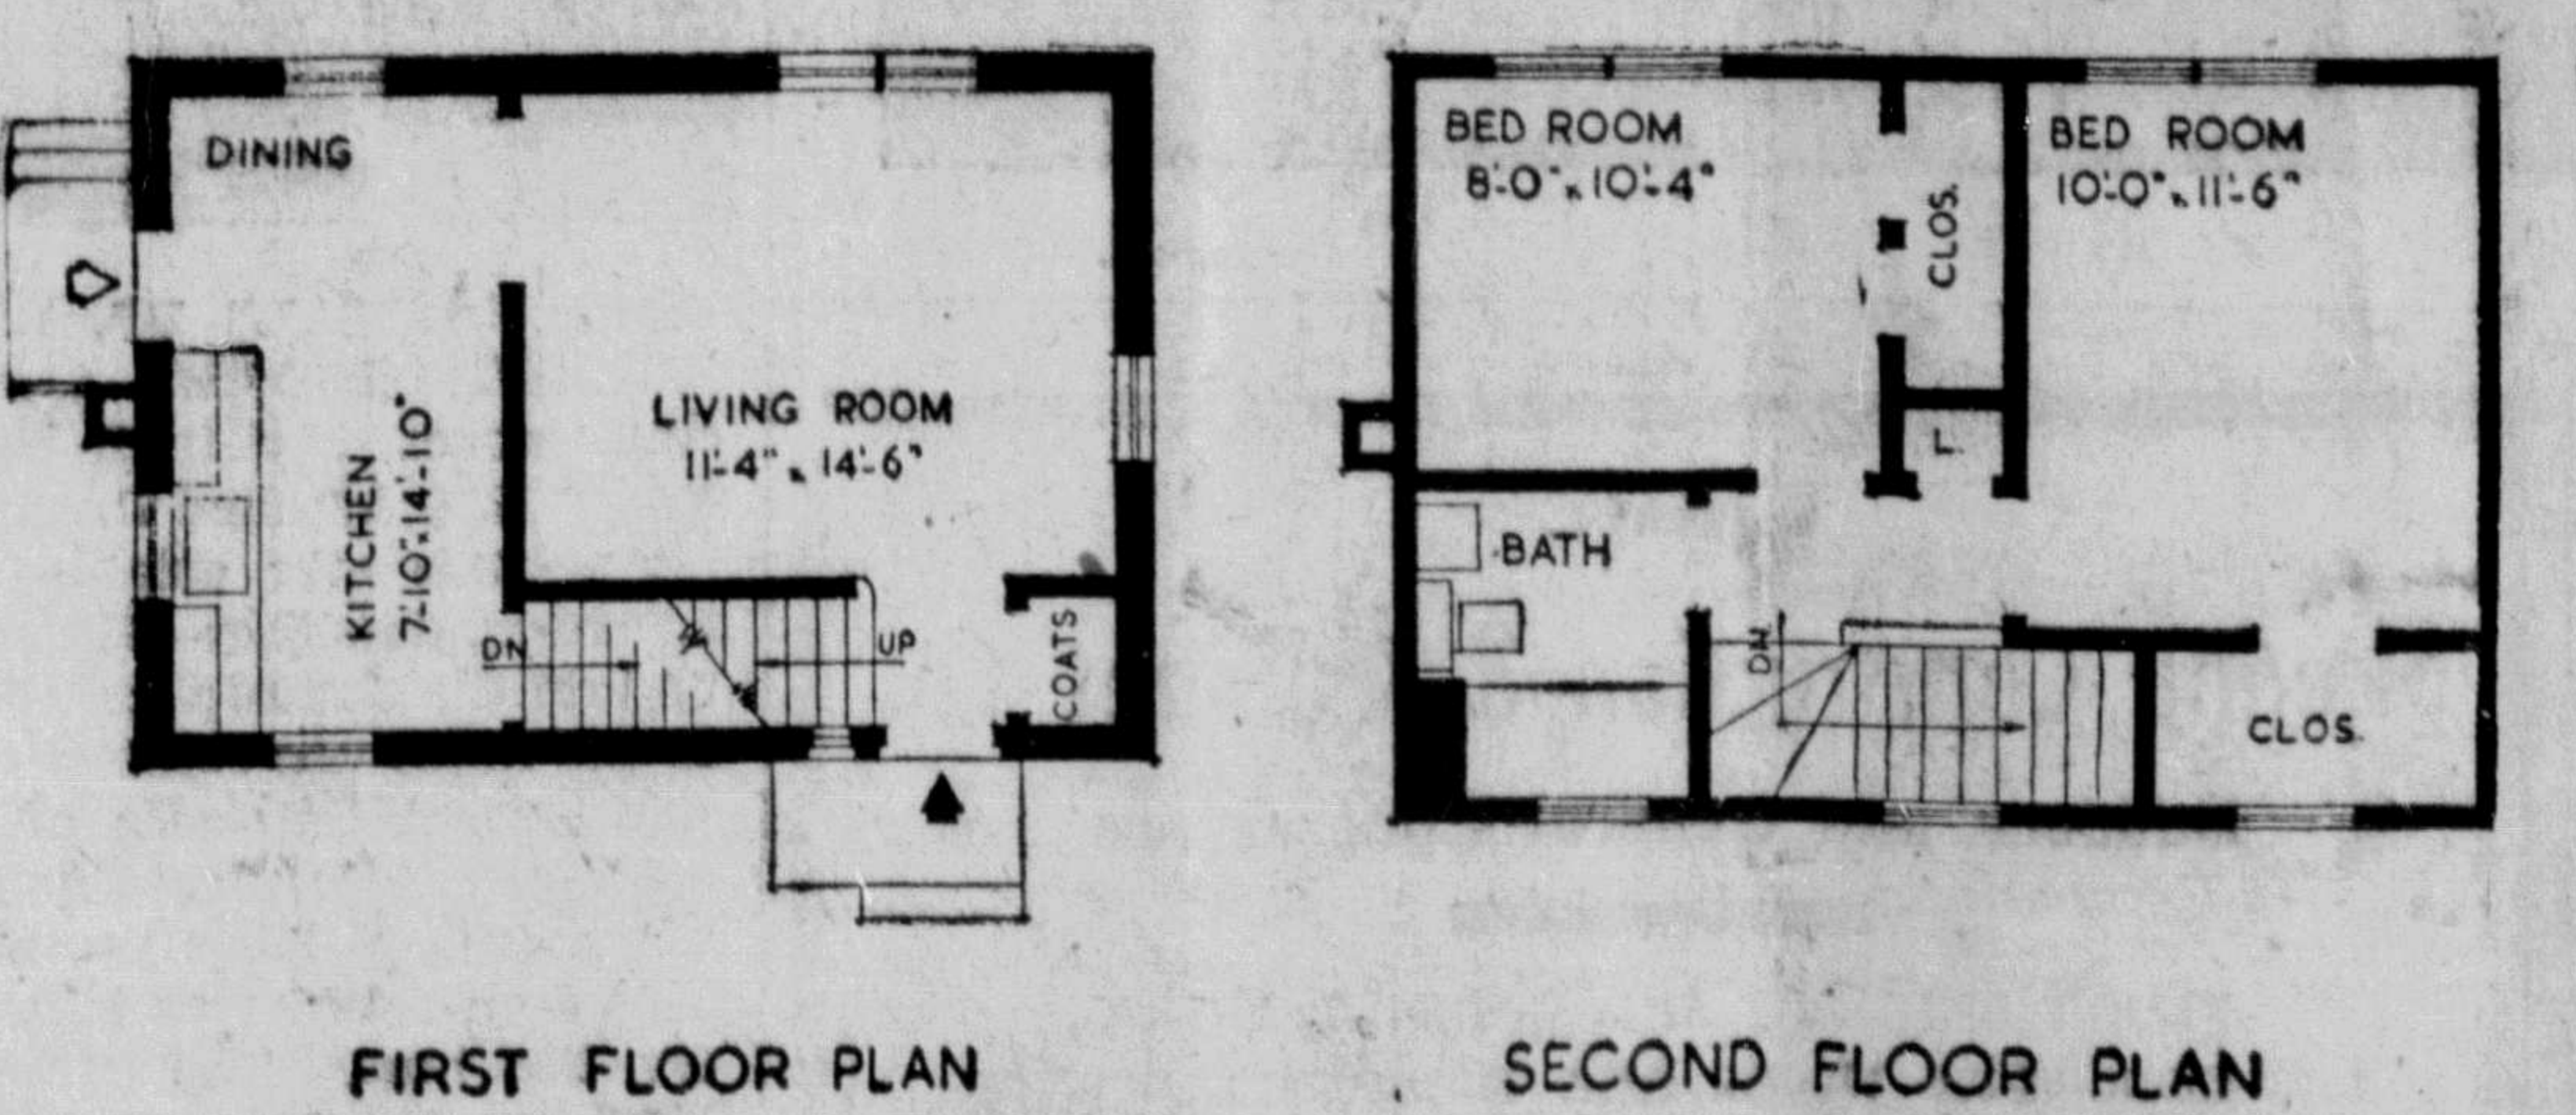 DINING
LIVING ROOM
11'-4" x 14'-6"
KITCHEN
7'-10" x 14'-10"
DN
UP
COATS
FIRST FLOOR PLAN
BED ROOM
8'-0" x 10'-4"
CLOS.
BED ROOM
10'-0" x 11'-6"
L.
BATH
DN
CLOS.
SECOND FLOOR PLAN